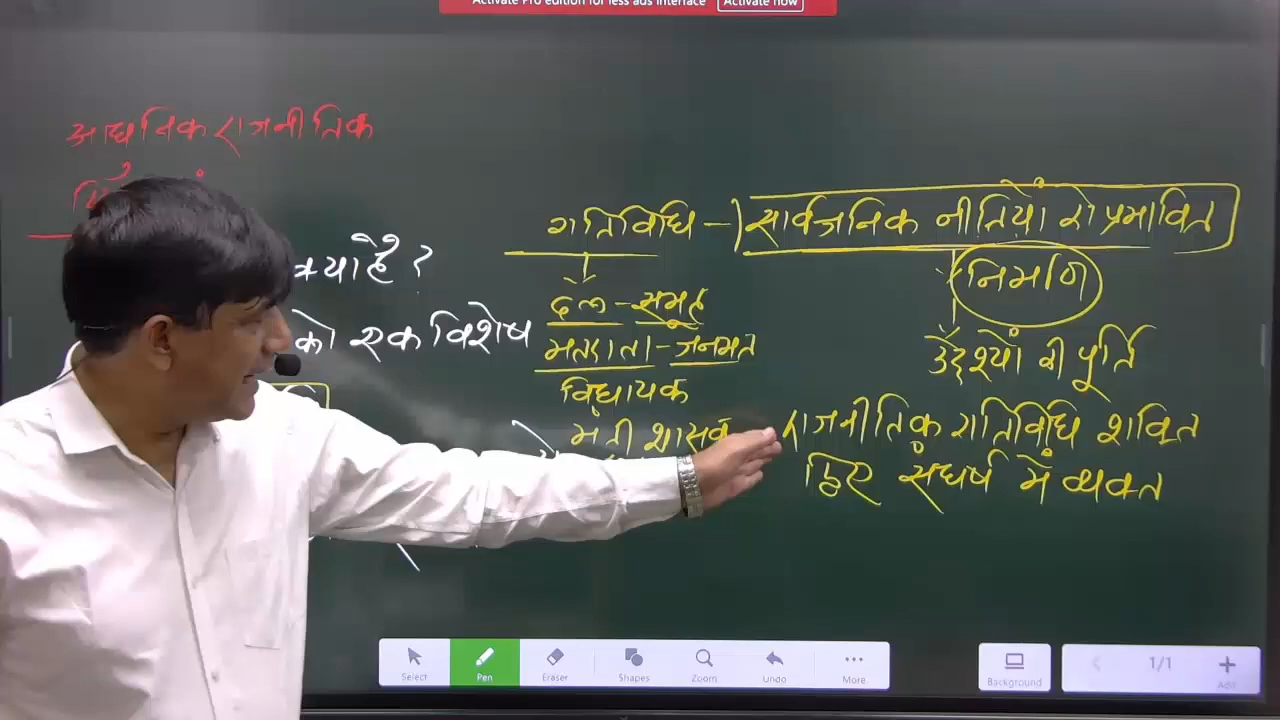 Activate Pro edition for less ads interface Activate now
आधुनिक राजनीतिक
क्या है ?
को एक विशेष
गतिविधि - सार्वजनिक नीतियों को प्रभावित
निर्माण
दल - समूह
मतदाता - जनमत
विधायक
मंत्री शासक
उद्देश्यों की पूर्ति
राजनीतिक गतिविधि शक्ति
लिए संघर्ष में व्यक्त
Select Pen Eraser Shapes Zoom Undo More
Background 1/1 Add